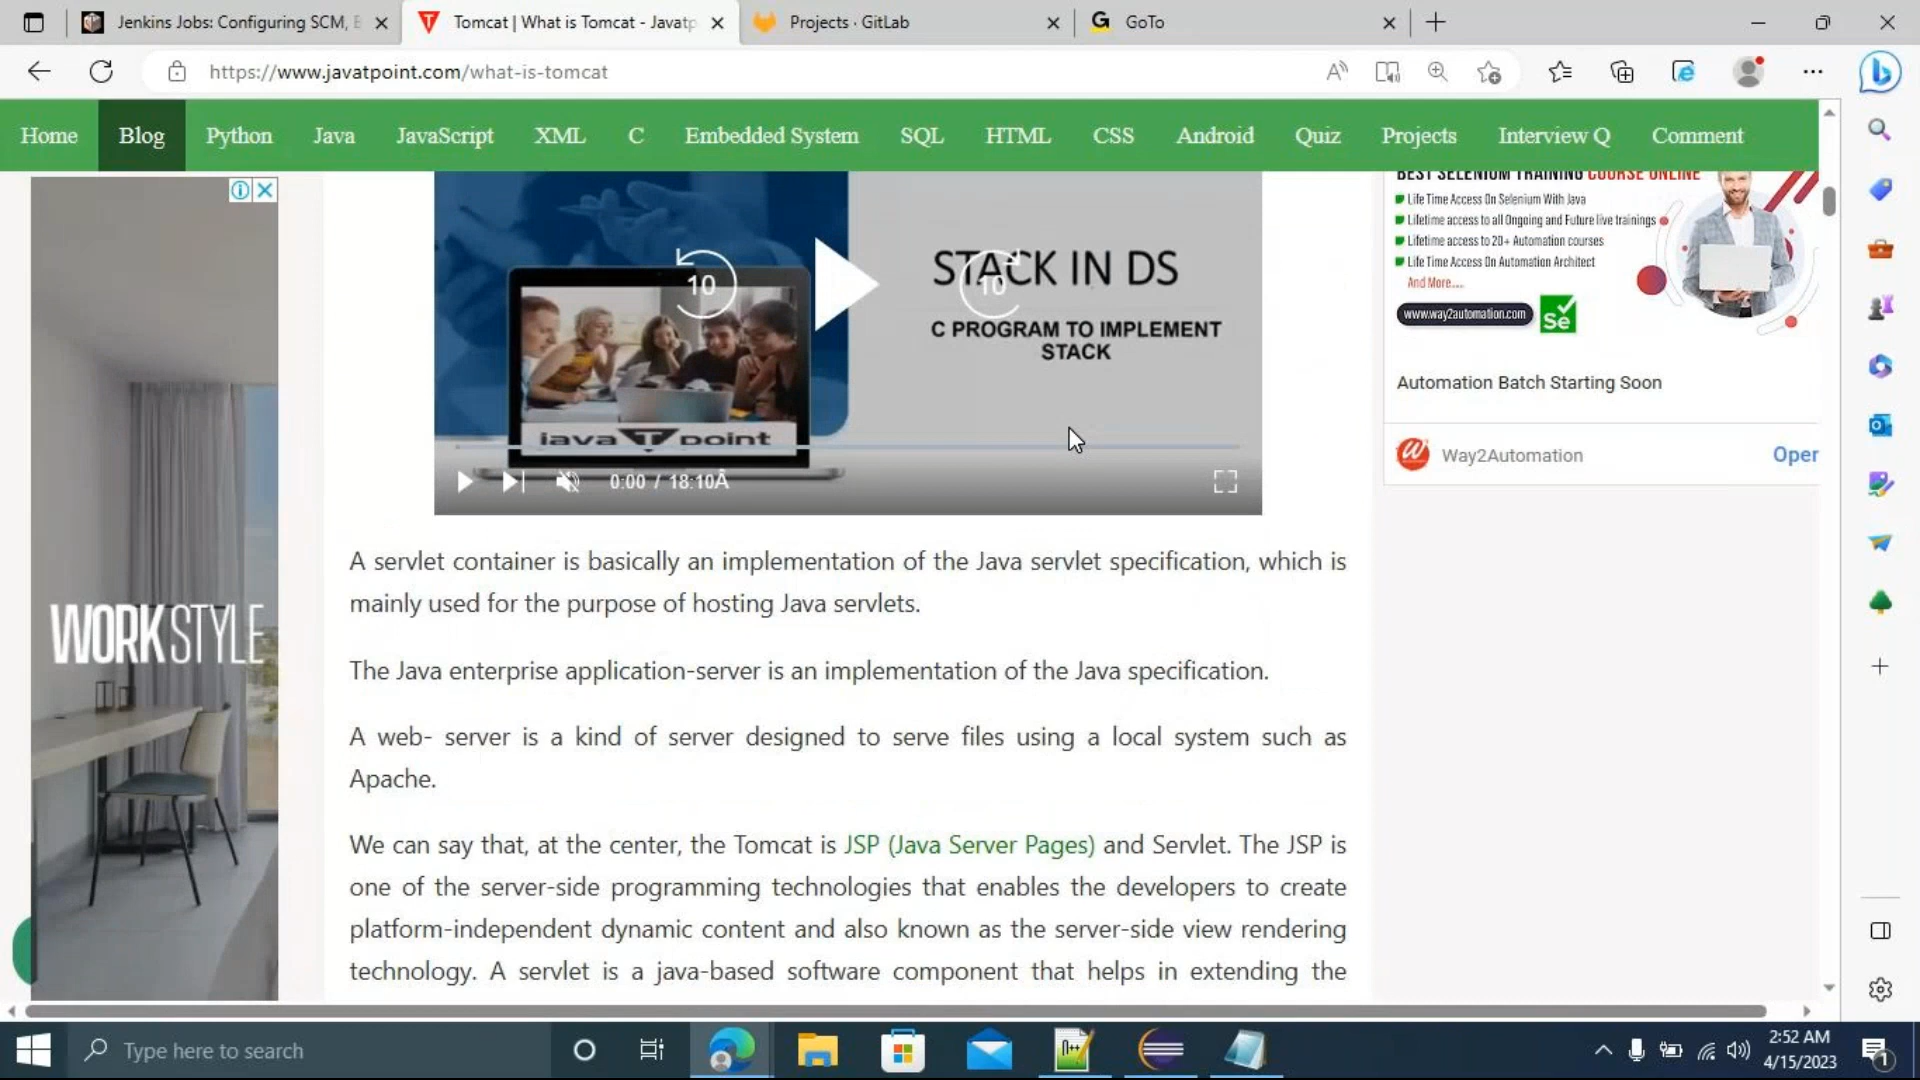 Jenkins Jobs: Configuring SCM, E
Tomcat | What is Tomcat - Javatp
Projects · GitLab
GoTo
https://www.javatpoint.com/what-is-tomcat
Home Blog Python Java JavaScript XML C Embedded System SQL HTML CSS Android Quiz Projects Interview Q Comment
10
10
STACK IN DS
C PROGRAM TO IMPLEMENT
STACK
java T point
0:00 / 18:10Â
WORKSTYLE
BEST SELENIUM TRAINING COURSE ONLINE
Life Time Access On Selenium With Java
Lifetime access to all Ongoing and Future live trainings
Lifetime access to 20+ Automation courses
Life Time Access On Automation Architect
And More....
www.way2automation.com
Se
Automation Batch Starting Soon
Way2Automation
Open
A servlet container is basically an implementation of the Java servlet specification, which is
mainly used for the purpose of hosting Java servlets.
The Java enterprise application-server is an implementation of the Java specification.
A web- server is a kind of server designed to serve files using a local system such as
Apache.
We can say that, at the center, the Tomcat is JSP (Java Server Pages) and Servlet. The JSP is
one of the server-side programming technologies that enables the developers to create
platform-independent dynamic content and also known as the server-side view rendering
technology. A servlet is a java-based software component that helps in extending the
Type here to search
2:52 AM
4/15/2023
1